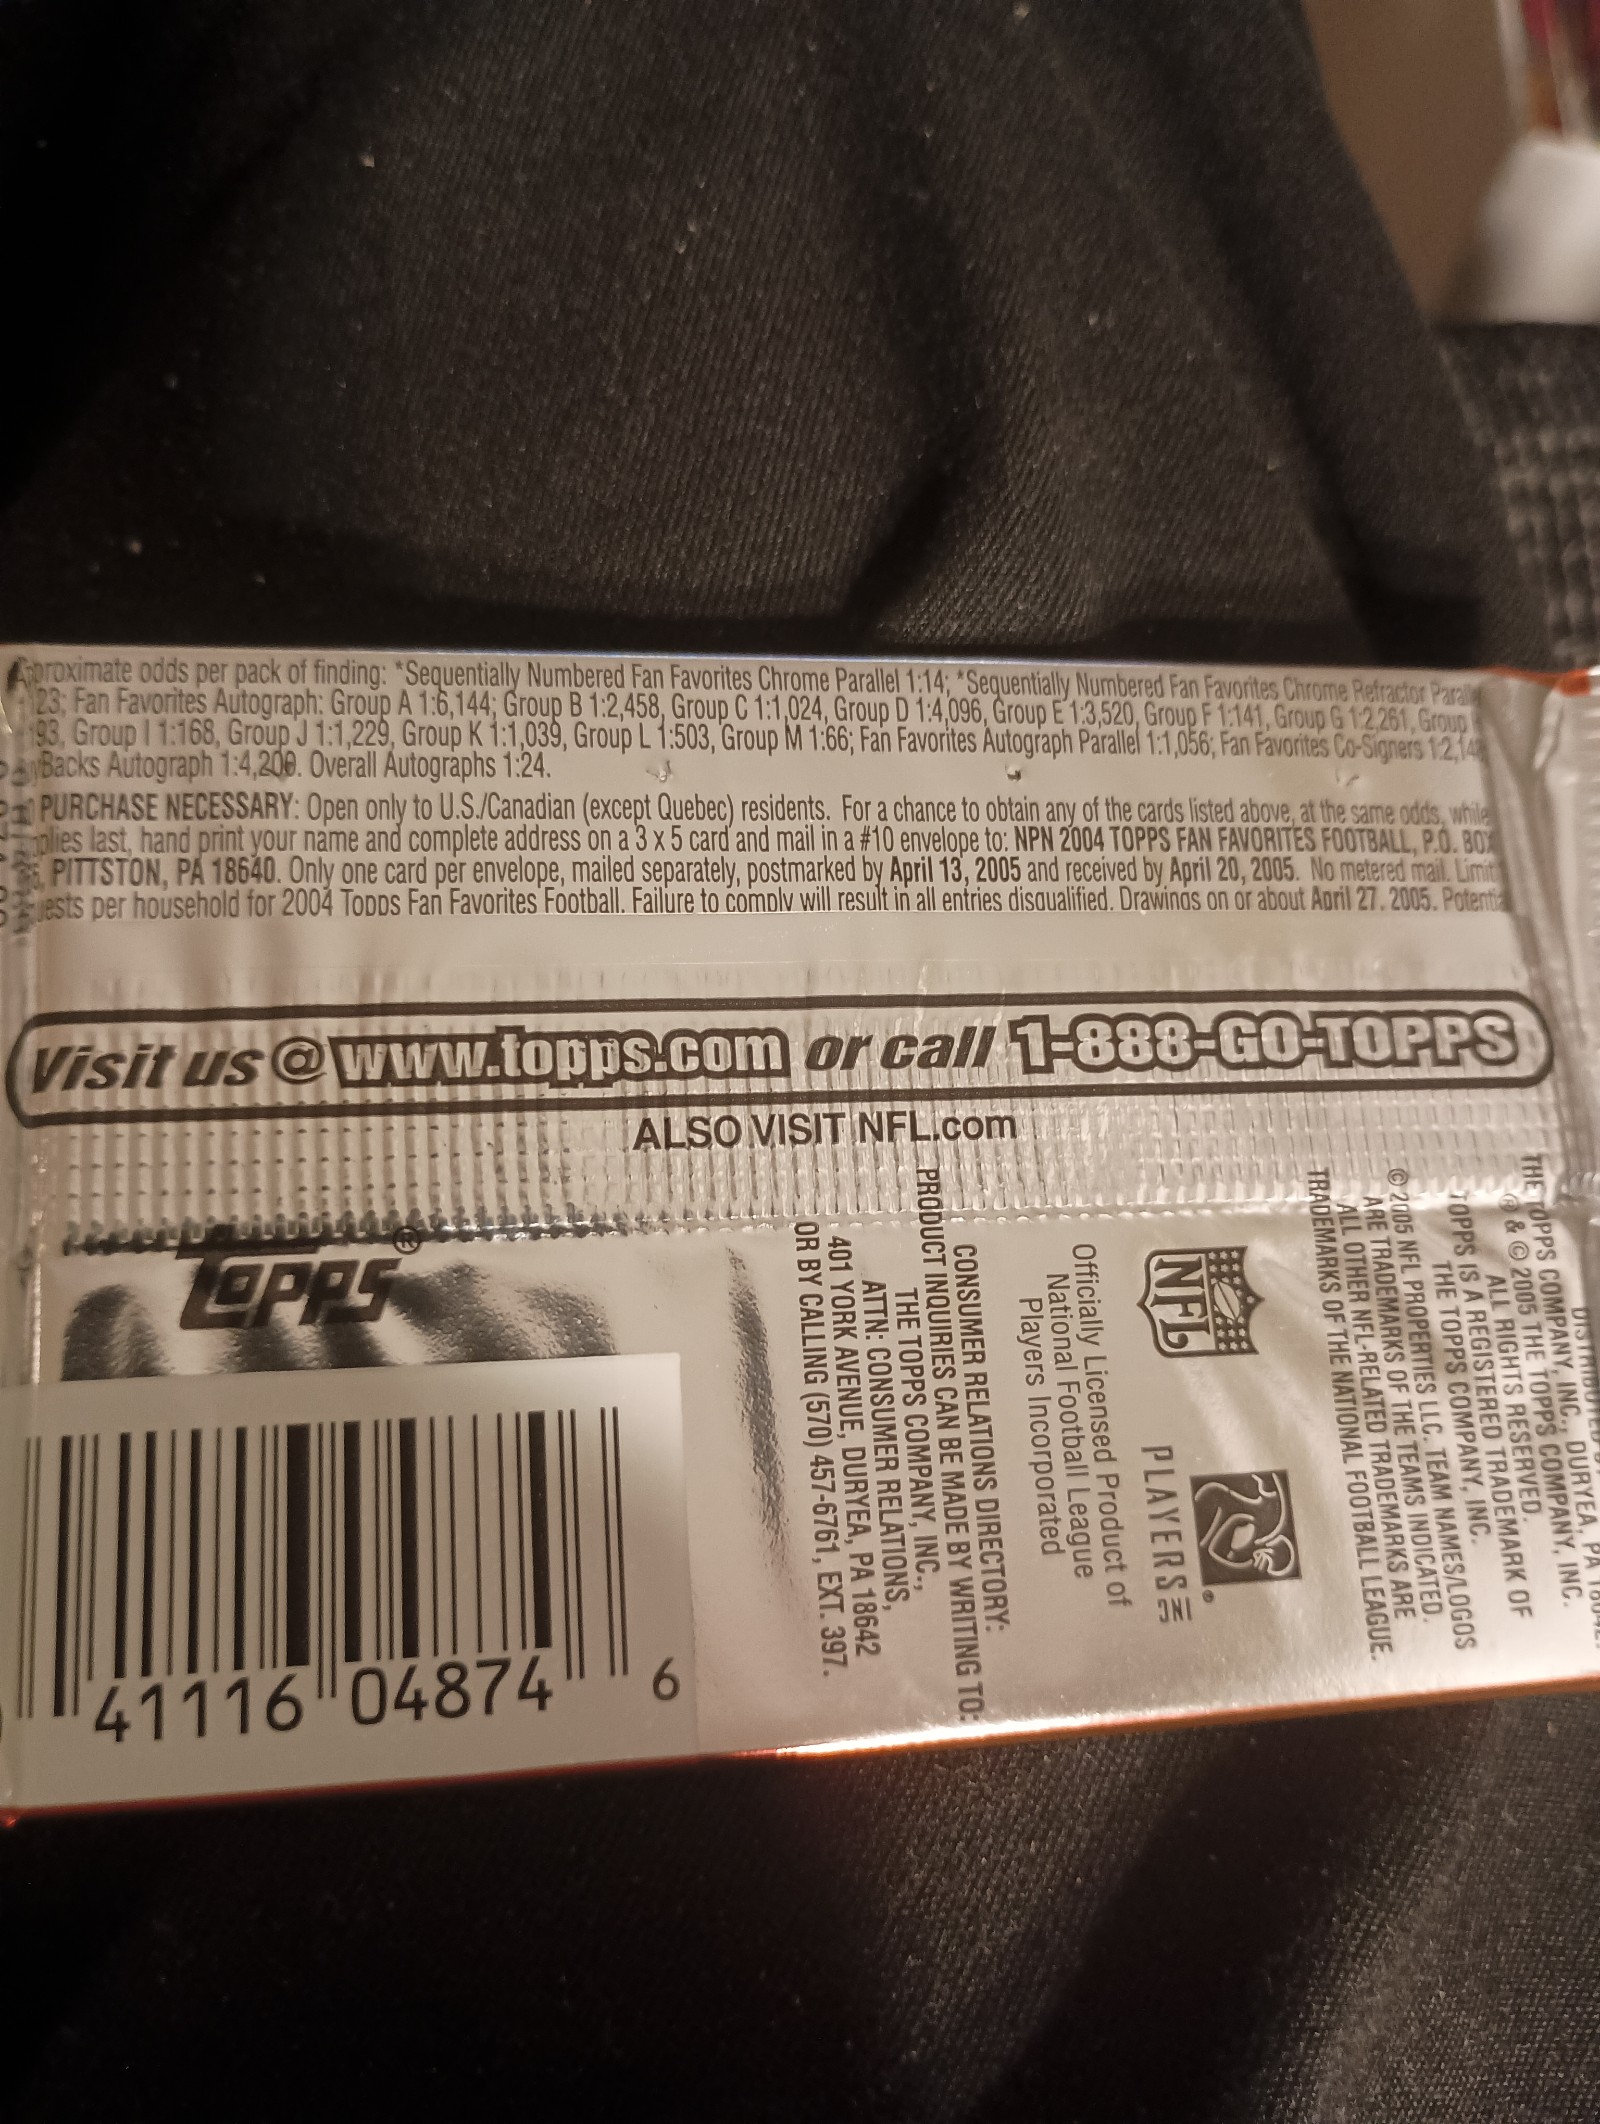 proximate odds per pack of finding: *Sequentially Numbered Fan Favorites Chrome Parallel 1:14; *Sequentially Numbered Fan Favorites Chrome Refractor Parallel
23; Fan Favorites Autograph: Group A 1:6,144; Group B 1:2,458, Group C 1:1,024, Group D 1:4,096, Group E 1:3,520, Group F 1:141, Group G 1:2,261, Group
193, Group I 1:168, Group J 1:1,229, Group K 1:1,039, Group L 1:503, Group M 1:66; Fan Favorites Autograph Parallel 1:1,056; Fan Favorites Co-Signers 1:2,148
Backs Autograph 1:4,200. Overall Autographs 1:24.
PURCHASE NECESSARY: Open only to U.S./Canadian (except Quebec) residents. For a chance to obtain any of the cards listed above, at the same odds, while
plies last, hand print your name and complete address on a 3 x 5 card and mail in a #10 envelope to: NPN 2004 TOPPS FAN FAVORITES FOOTBALL, P.O. BOX
PITTSTON, PA 18640. Only one card per envelope, mailed separately, postmarked by April 13, 2005 and received by April 20, 2005. No metered mail. Limit
uests per household for 2004 Topps Fan Favorites Football. Failure to comply will result in all entries disqualified. Drawings on or about April 27, 2005. Potentia
Visit us @ www.topps.com or call 1-888-GO-TOPPS
ALSO VISIT NFL.com
TOPPS®
41116 04874 6
DISTRIBUTED BY
THE TOPPS COMPANY, INC., DURYEA, PA 18642.
® & © 2005 THE TOPPS COMPANY, INC.
ALL RIGHTS RESERVED.
TOPPS IS A REGISTERED TRADEMARK OF
THE TOPPS COMPANY, INC.
© 2005 NFL PROPERTIES LLC. TEAM NAMES/LOGOS
ARE TRADEMARKS OF THE TEAMS INDICATED.
ALL OTHER NFL-RELATED TRADEMARKS ARE
TRADEMARKS OF THE NATIONAL FOOTBALL LEAGUE.
NFL
PLAYERS INC
Officially Licensed Product of
National Football League
Players Incorporated
CONSUMER RELATIONS DIRECTORY:
PRODUCT INQUIRIES CAN BE MADE BY WRITING TO:
THE TOPPS COMPANY, INC.,
ATTN: CONSUMER RELATIONS,
401 YORK AVENUE, DURYEA, PA 18642
OR BY CALLING (570) 457-6761, EXT. 397.